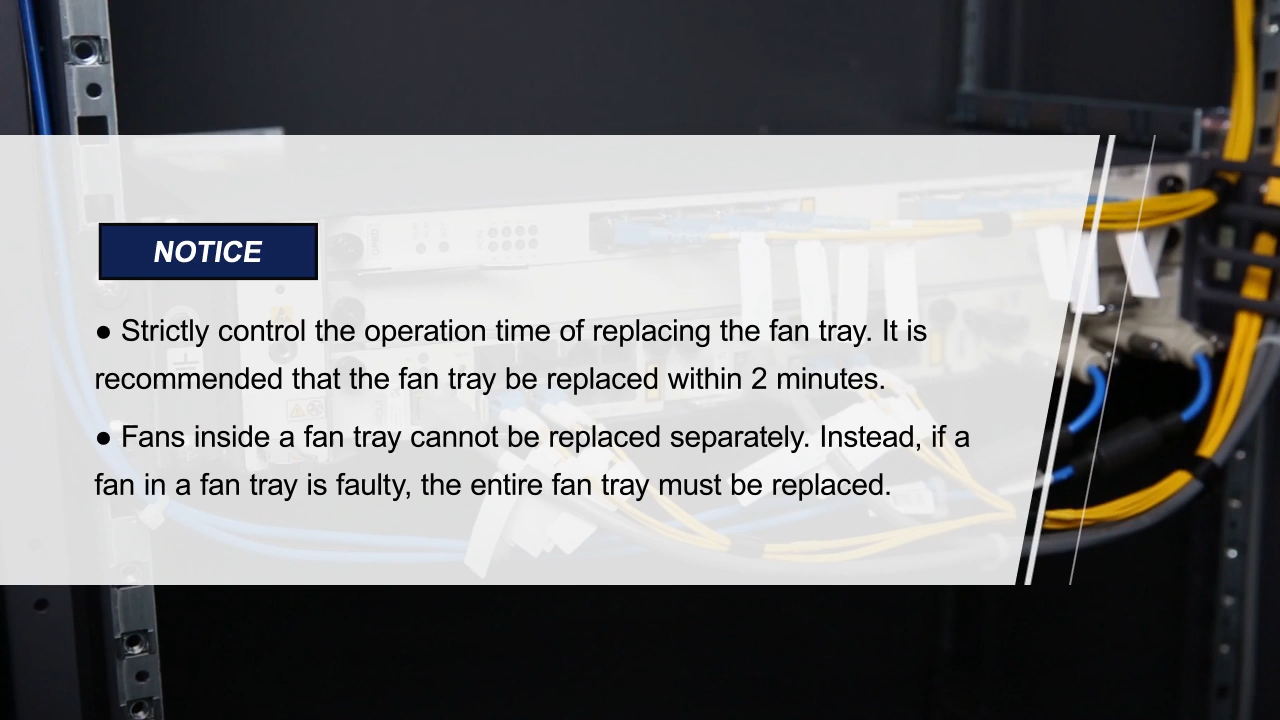 NOTICE
● Strictly control the operation time of replacing the fan tray. It is
recommended that the fan tray be replaced within 2 minutes.
● Fans inside a fan tray cannot be replaced separately. Instead, if a
fan in a fan tray is faulty, the entire fan tray must be replaced.